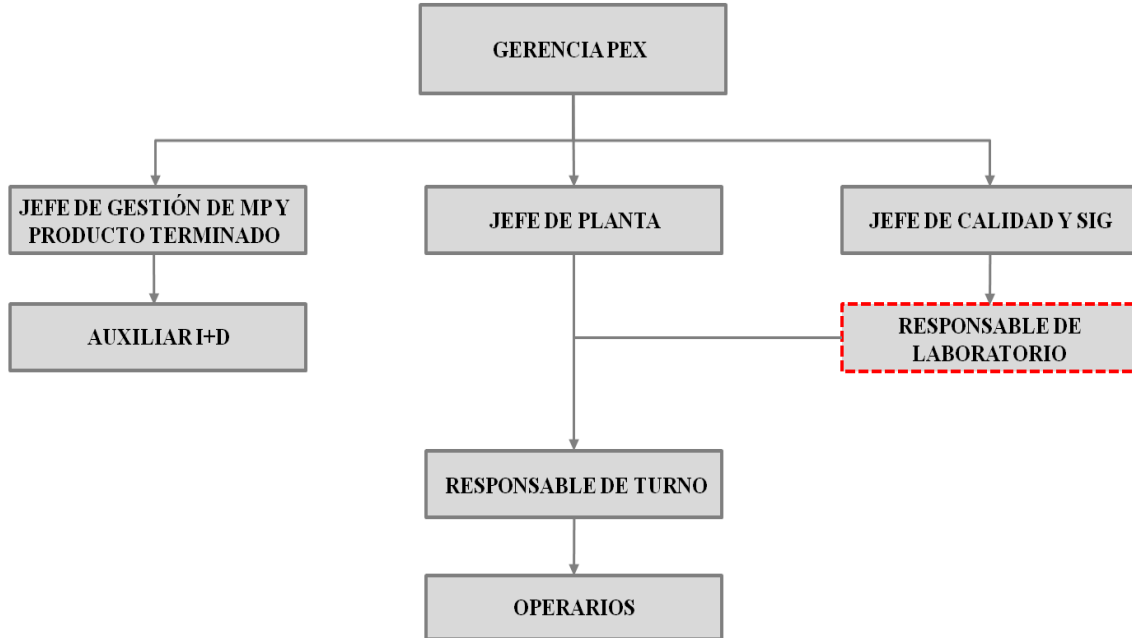 GERENCIA PEX
JEFE DE GESTIÓN DE MP Y
PRODUCTO TERMINADO
JEFE DE PLANTA
JEFE DE CALIDAD Y SIG
AUXILIAR I+D
RESPONSABLE DE
LABORATORIO
RESPONSABLE DE TURNO
OPERARIOS